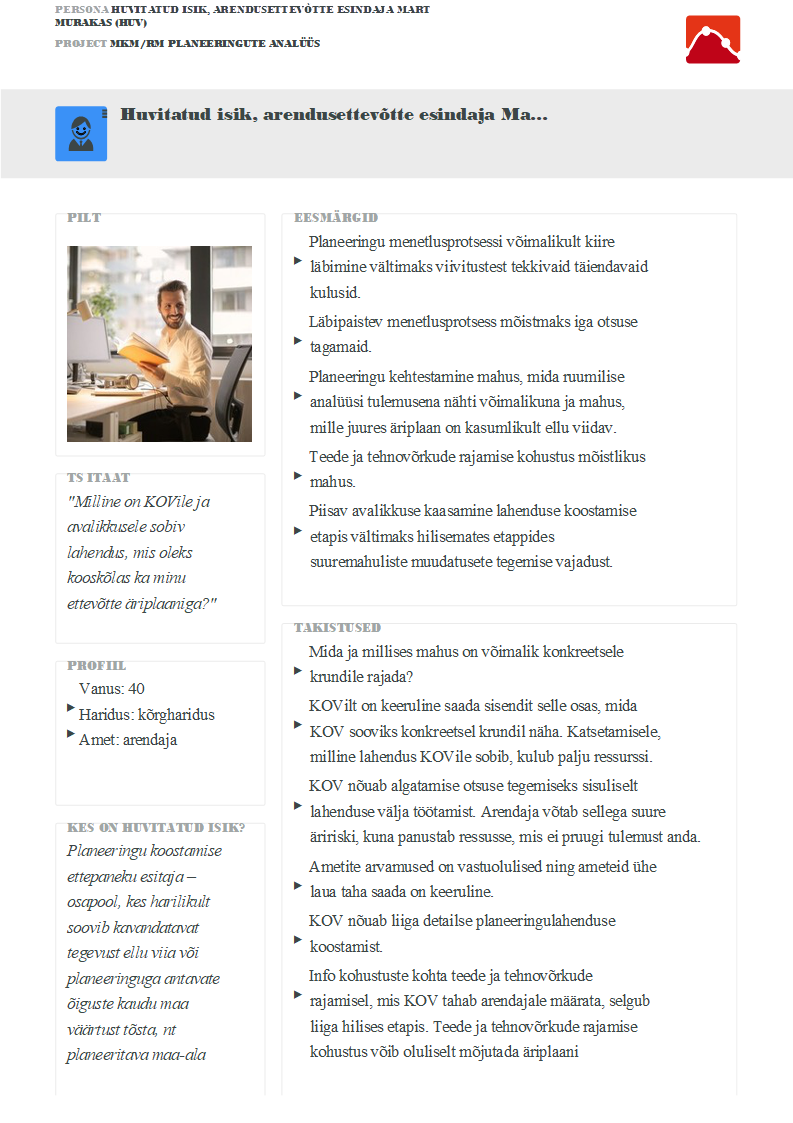 PERSONA HUVITATUD ISIK, ARENDUSETTEVÕTTE ESINDAJA MART
MURAKAS (HUV)
PROJECT MKM/RM PLANEERINGUTE ANALÜÜS
Huvitatud isik, arendusettevõtte esindaja Ma...
PILT
TSITAAT
"Milline on KOVile ja
avalikkusele sobiv
lahendus, mis oleks
kooskõlas ka minu
ettevõtte äriplaaniga?"
PROFIIL
Vanus: 40
Haridus: kõrgharidus
Amet: arendaja
KES ON HUVITATUD ISIK?
Planeeringu koostamise
ettepaneku esitaja –
osapool, kes harilikult
soovib kavandatavat
tegevust ellu viia või
planeeringuga antavate
õiguste kaudu maa
väärtust tõsta, nt
planeeritava maa-ala
EESMÄRGID
Planeeringu menetlusprotsessi võimalikult kiire
läbimine vältimaks viivitustest tekkivaid täiendavaid
kulusid.
Läbipaistev menetlusprotsess mõistmaks iga otsuse
tagamaid.
Planeeringu kehtestamine mahus, mida ruumilise
analüüsi tulemusena nähti võimalikuna ja mahus,
mille juures äriplaan on kasumlikult ellu viidav.
Teede ja tehnovõrkude rajamise kohustus mõistlikus
mahus.
Piisav avalikkuse kaasamine lahenduse koostamise
etapis vältimaks hilisemates etappides
suuremahuliste muudatusete tegemise vajadust.
TAKISTUSED
Mida ja millises mahus on võimalik konkreetsele
krundile rajada?
KOVilt on keeruline saada sisendit selle osas, mida
KOV sooviks konkreetsel krundil näha. Katsetamisele,
milline lahendus KOVile sobib, kulub palju ressurssi.
KOV nõuab algatamise otsuse tegemiseks sisuliselt
lahenduse välja töötamist. Arendaja võtab sellega suure
äririski, kuna panustab ressusse, mis ei pruugi tulemust anda.
Ametite arvamused on vastuolulised ning ameteid ühe
laua taha saada on keeruline.
KOV nõuab liiga detailse planeeringulahenduse
koostamist.
Info kohustuste kohta teede ja tehnovõrkude
rajamisel, mis KOV tahab arendajale määrata, selgub
liiga hilises etapis. Teede ja tehnovõrkude rajamise
kohustus võib oluliselt mõjutada äriplaani